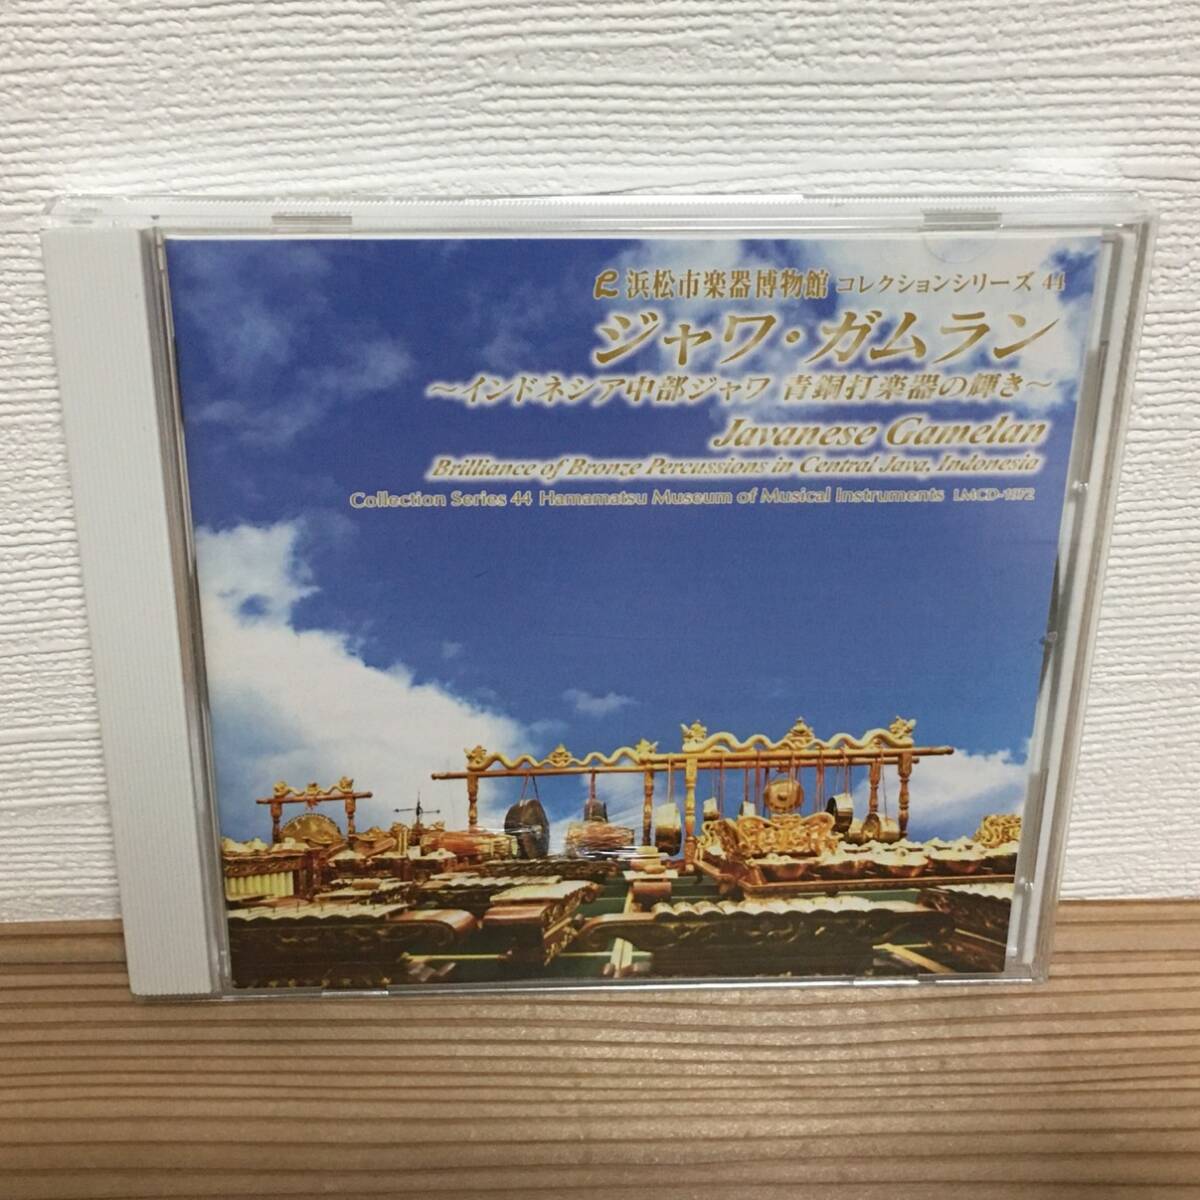 浜松市楽器博物館 コレクションシリーズ 44
ジャワ・ガムラン
～インドネシア中部ジャワ 青銅打楽器の輝き～
Javanese Gamelan
Brilliance of Bronze Percussions in Central Java, Indonesia
Collection Series 44 Hamamatsu Museum of Musical Instruments LMCD-1972